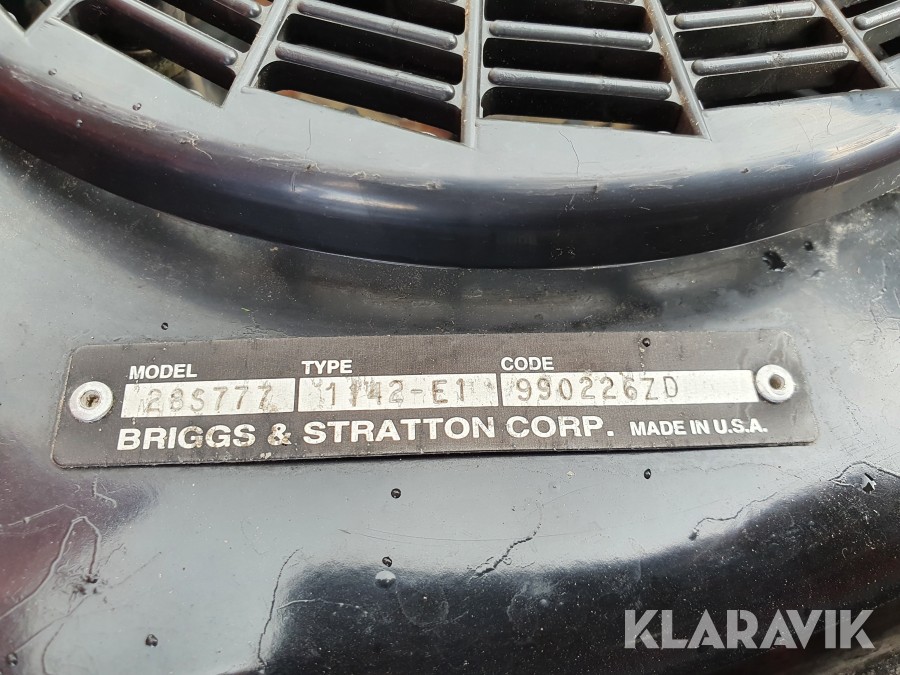 MODEL TYPE CODE
28S777 1142-E1 990226ZD
BRIGGS & STRATTON CORP. MADE IN U.S.A.
KLARAVIK